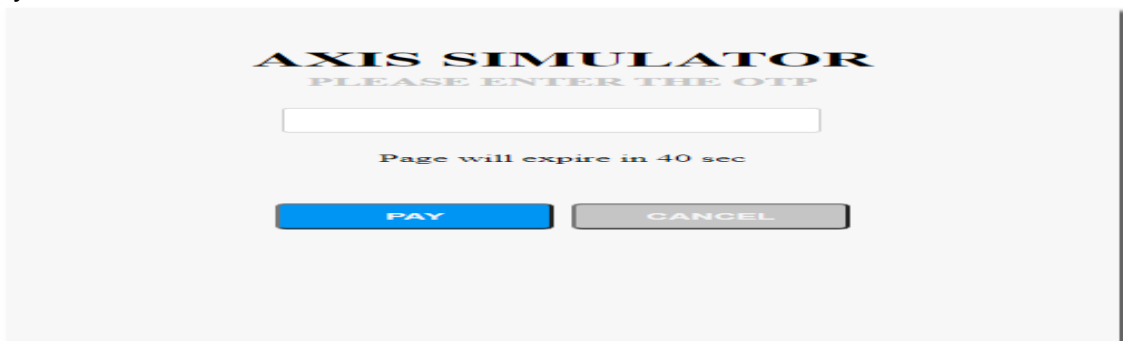 AXIS SIMULATOR
PLEASE ENTER THE OTP
Page will expire in 40 sec
PAY CANCEL